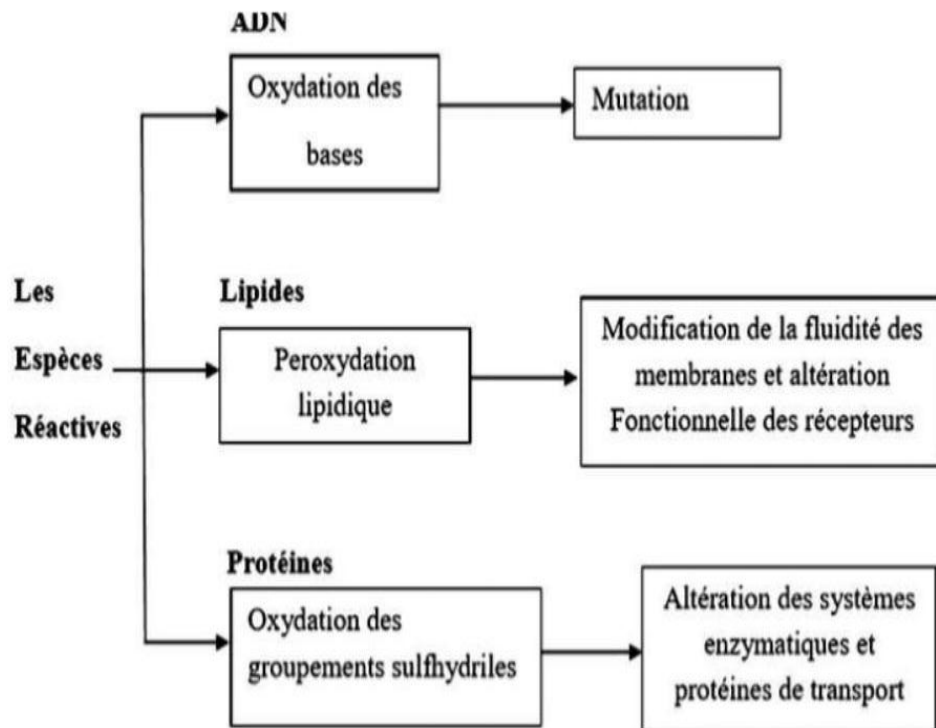 ADN
Oxydation des
bases
Mutation
Les
Espèces
Réactives
Lipides
Peroxydation
lipidique
Modification de la fluidité des
membranes et altération
Fonctionnelle des récepteurs
Protéines
Oxydation des
groupements sulfhydriles
Altération des systèmes
enzymatiques et
protéines de transport